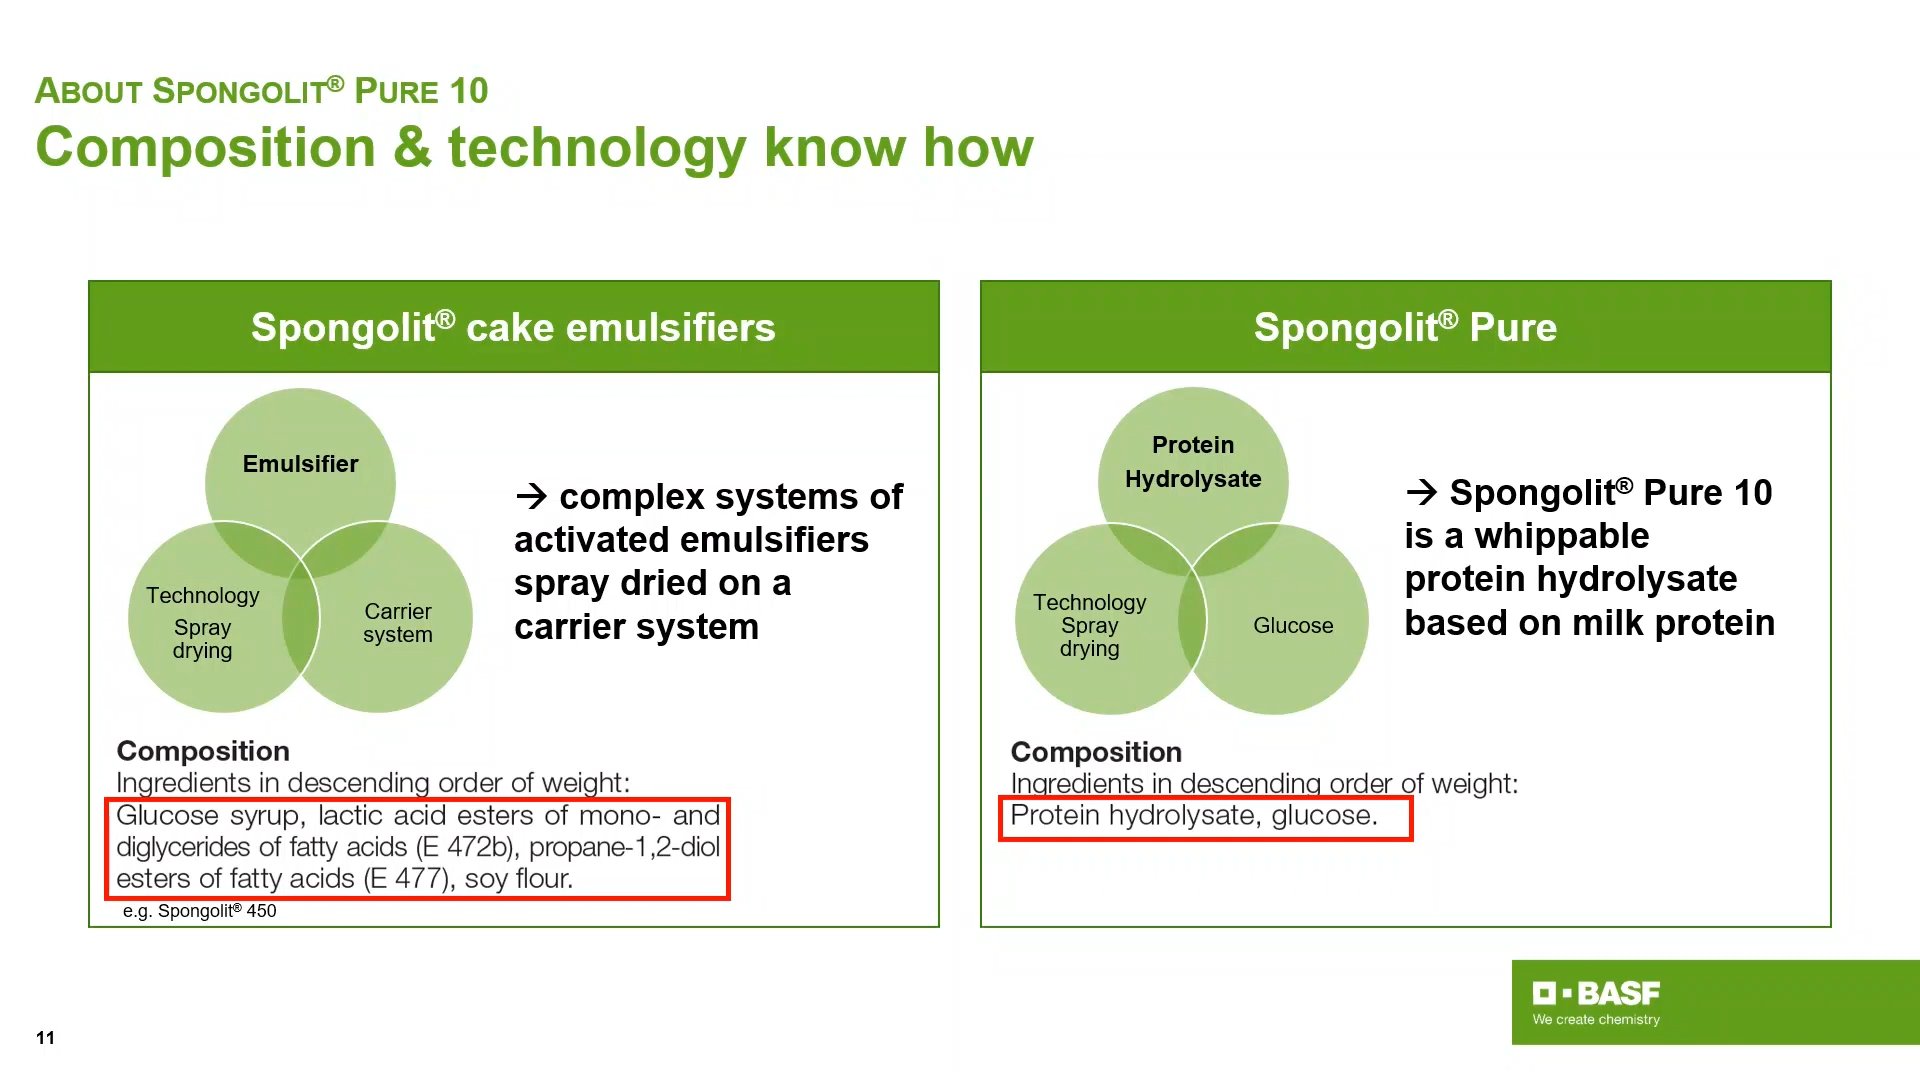 ABOUT SPONGOLIT® PURE 10
Composition & technology know how
Spongolit® cake emulsifiers
Emulsifier
Technology
Spray
drying
Carrier
system
→ complex systems of
activated emulsifiers
spray dried on a
carrier system
Composition
Ingredients in descending order of weight:
Glucose syrup, lactic acid esters of mono- and
diglycerides of fatty acids (E 472b), propane-1,2-diol
esters of fatty acids (E 477), soy flour.
e.g. Spongolit® 450
Spongolit® Pure
Protein
Hydrolysate
Technology
Spray
drying
Glucose
→ Spongolit® Pure 10
is a whippable
protein hydrolysate
based on milk protein
Composition
Ingredients in descending order of weight:
Protein hydrolysate, glucose.
BASF
We create chemistry
11